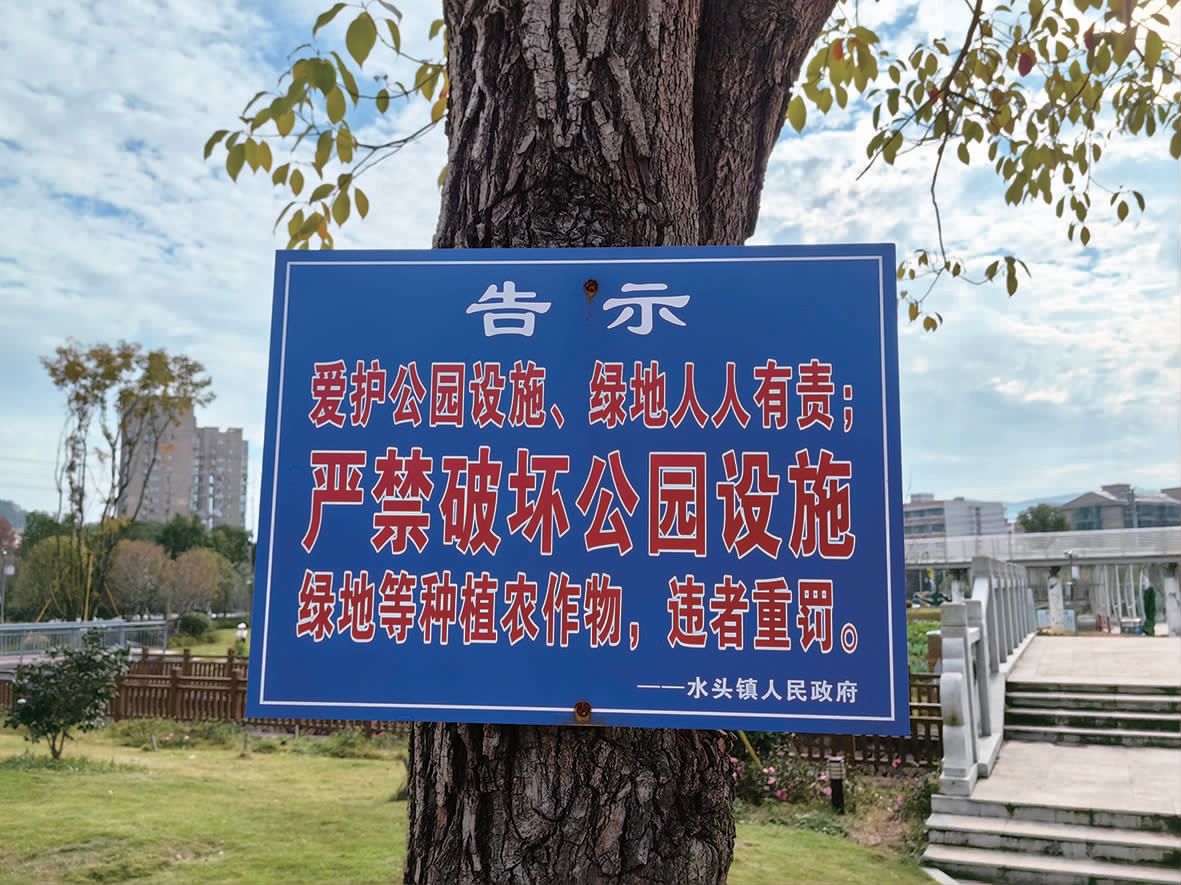 告示
爱护公园设施、绿地人人有责;
严禁破坏公园设施
绿地等种植农作物，违者重罚。
——水头镇人民政府